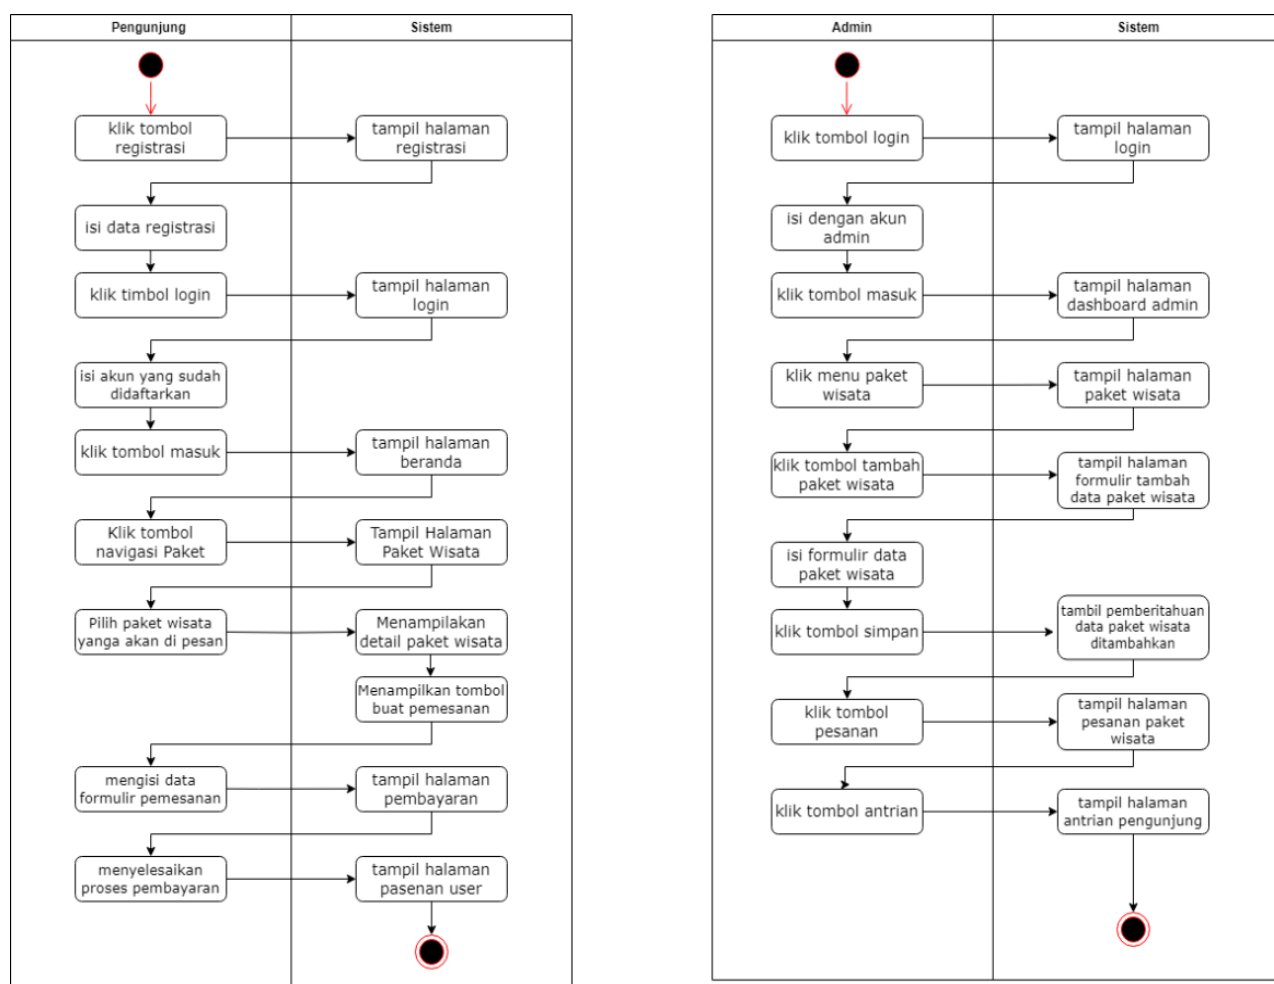 Pengunjung
Sistem
klik tombol
registrasi
tampil halaman
registrasi
isi data registrasi
klik timbol login
tampil halaman
login
isi akun yang sudah
didaftarkan
klik tombol masuk
tampil halaman
beranda
Klik tombol
navigasi Paket
Tampil Halaman
Paket Wisata
Pilih paket wisata
yanga akan di pesan
Menampilakan
detail paket wisata
Menampilkan tombol
buat pemesanan
mengisi data
formulir pemesanan
tampil halaman
pembayaran
menyelesaikan
proses pembayaran
tampil halaman
pasenan user
Admin
Sistem
klik tombol login
tampil halaman
login
isi dengan akun
admin
klik tombol masuk
tampil halaman
dashboard admin
klik menu paket
wisata
tampil halaman
paket wisata
klik tombol tambah
paket wisata
tampil halaman
formulir tambah
data paket wisata
isi formulir data
paket wisata
klik tombol simpan
tambil pemberitahuan
data paket wisata
ditambahkan
klik tombol
pesanan
tampil halaman
pesanan paket
wisata
klik tombol antrian
tampil halaman
antrian pengunjung